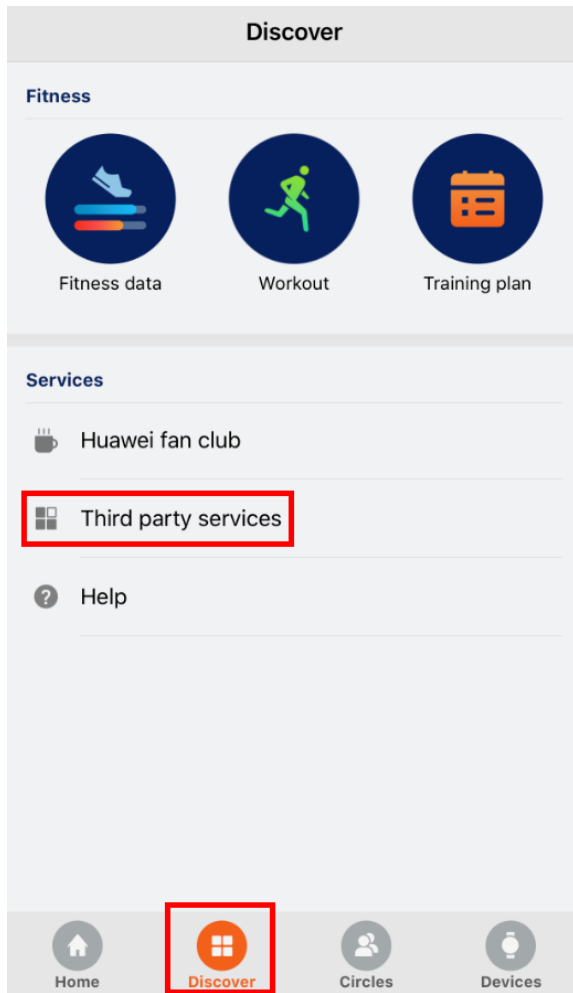 Discover
Fitness
Fitness data Workout Training plan
Services
Huawei fan club
Third party services
? Help
Home Discover Circles Devices